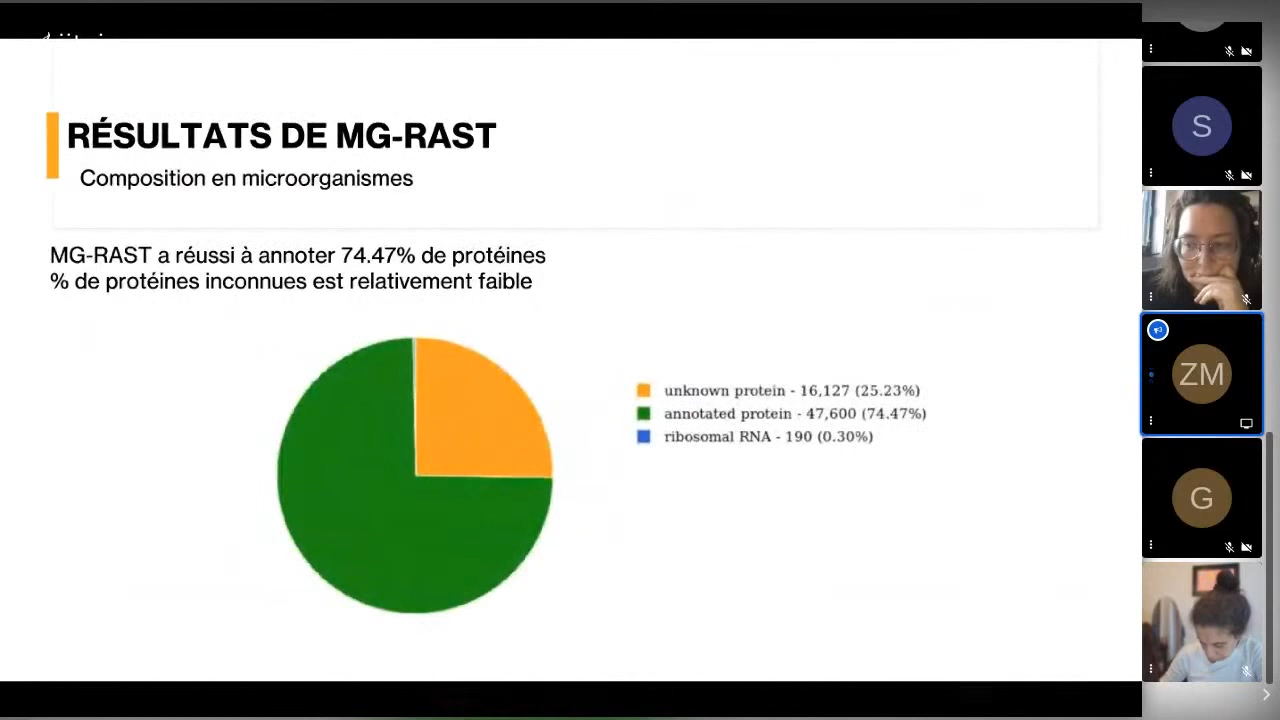 RÉSULTATS DE MG-RAST
Composition en microorganismes
MG-RAST a réussi à annoter 74.47% de protéines
% de protéines inconnues est relativement faible
unknown protein - 16,127 (25.23%)
annotated protein - 47,600 (74.47%)
ribosomal RNA - 190 (0.30%)
S
ZM
G